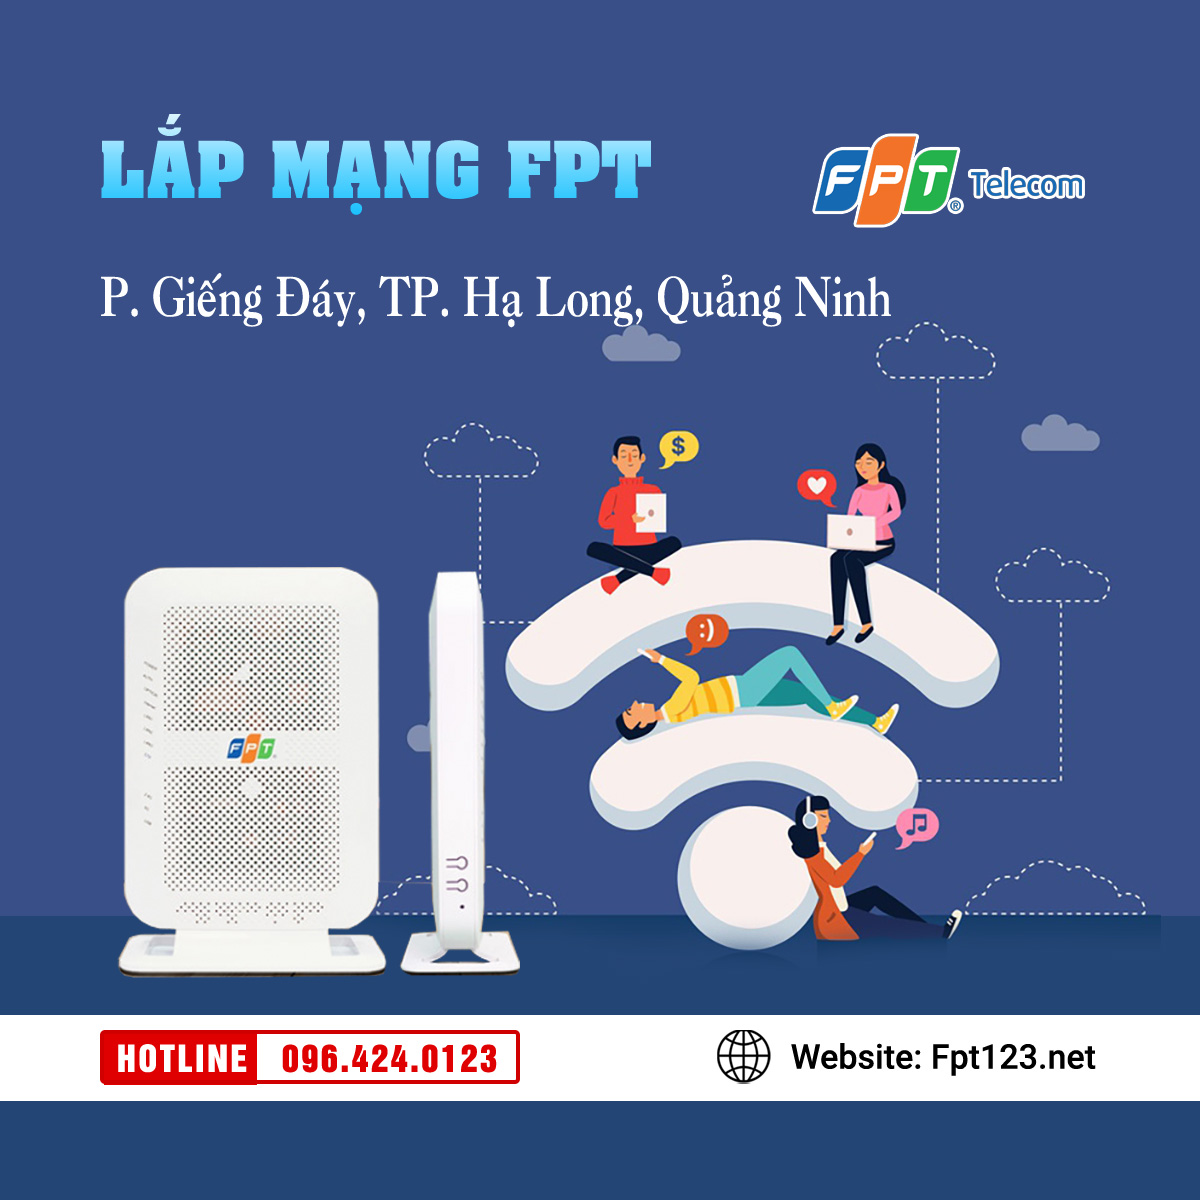 LẮP MẠNG FPT
FPT® Telecom
P. Giếng Đáy, TP. Hạ Long, Quảng Ninh
$
FPT
HOTLINE 096.424.0123
Website: Fpt123.net